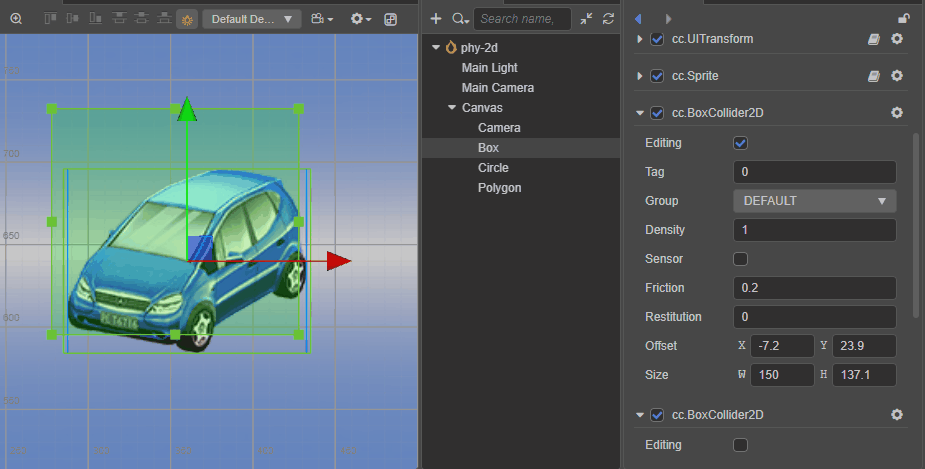 Default De...
700
650
600
phy-2d
Main Light
Main Camera
Canvas
Camera
Box
Circle
Polygon
Search name,
cc.UITransform
cc.Sprite
cc.BoxCollider2D
Editing
Tag 0
Group DEFAULT
Density 1
Sensor
Friction 0.2
Restitution 0
Offset X -7.2 Y 23.9
Size W 150 H 137.1
cc.BoxCollider2D
Editing